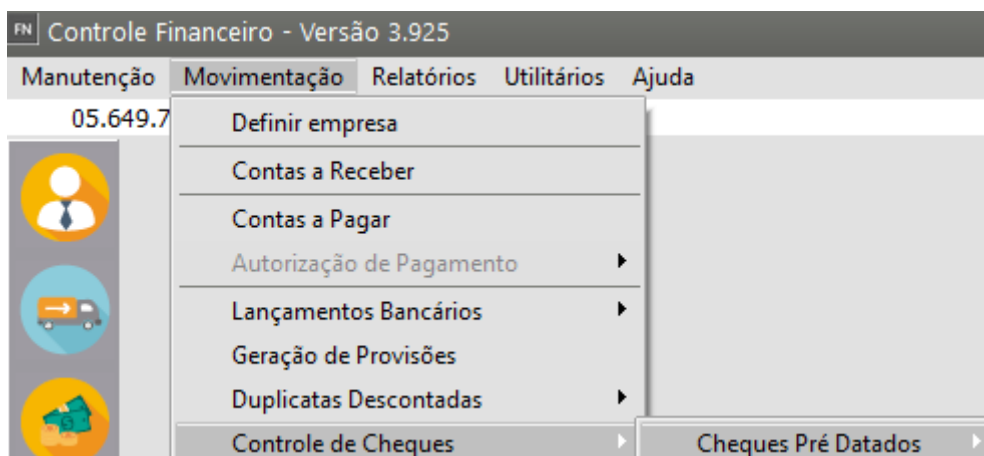 FN Controle Financeiro - Versão 3.925
Manutenção Movimentação Relatórios Utilitários Ajuda
05.649.7
Definir empresa
Contas a Receber
Contas a Pagar
Autorização de Pagamento
Lançamentos Bancários
Geração de Provisões
Duplicatas Descontadas
Controle de Cheques Cheques Pré Datados